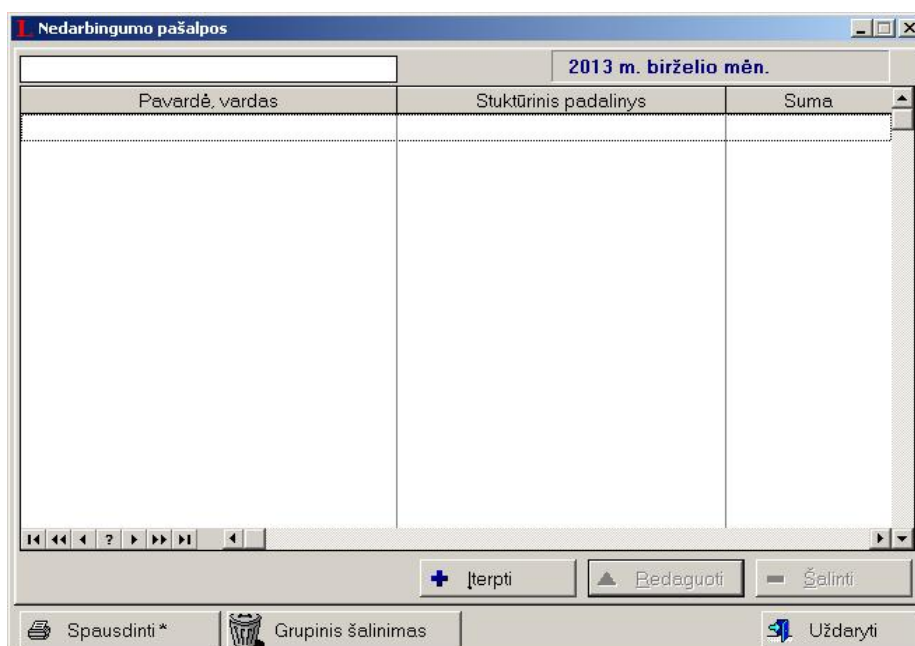 L Nedarbingumo pašalpos
2013 m. birželio mėn.
Pavardė, vardas Stuktūrinis padalinys Suma
?
Įterpti Redaguoti Šalinti
Spausdinti* Grupinis šalinimas Uždaryti